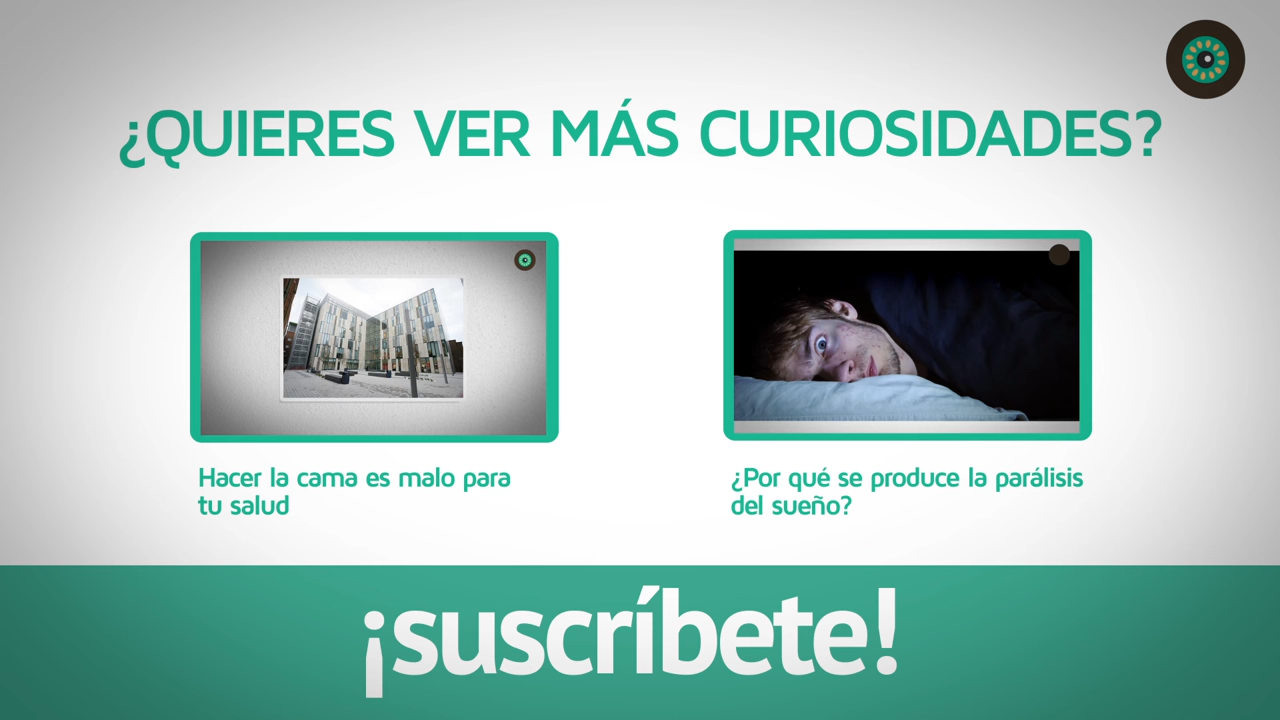 ¿QUIERES VER MÁS CURIOSIDADES?
Hacer la cama es malo para
tu salud
¿Por qué se produce la parálisis
del sueño?
¡suscríbete!